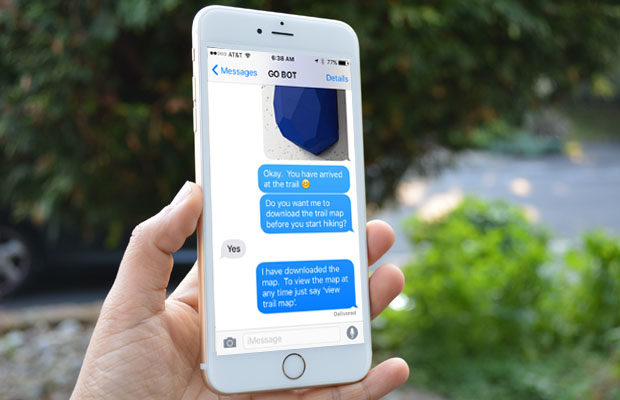 AT&T 6:38 AM 77%
Messages GO BOT Details
Okay. You have arrived
at the trail
Do you want me to
download the trail map
before you start hiking?
Yes
I have downloaded the
map. To view the map at
any time just say 'view
trail map'.
Delivered
iMessage